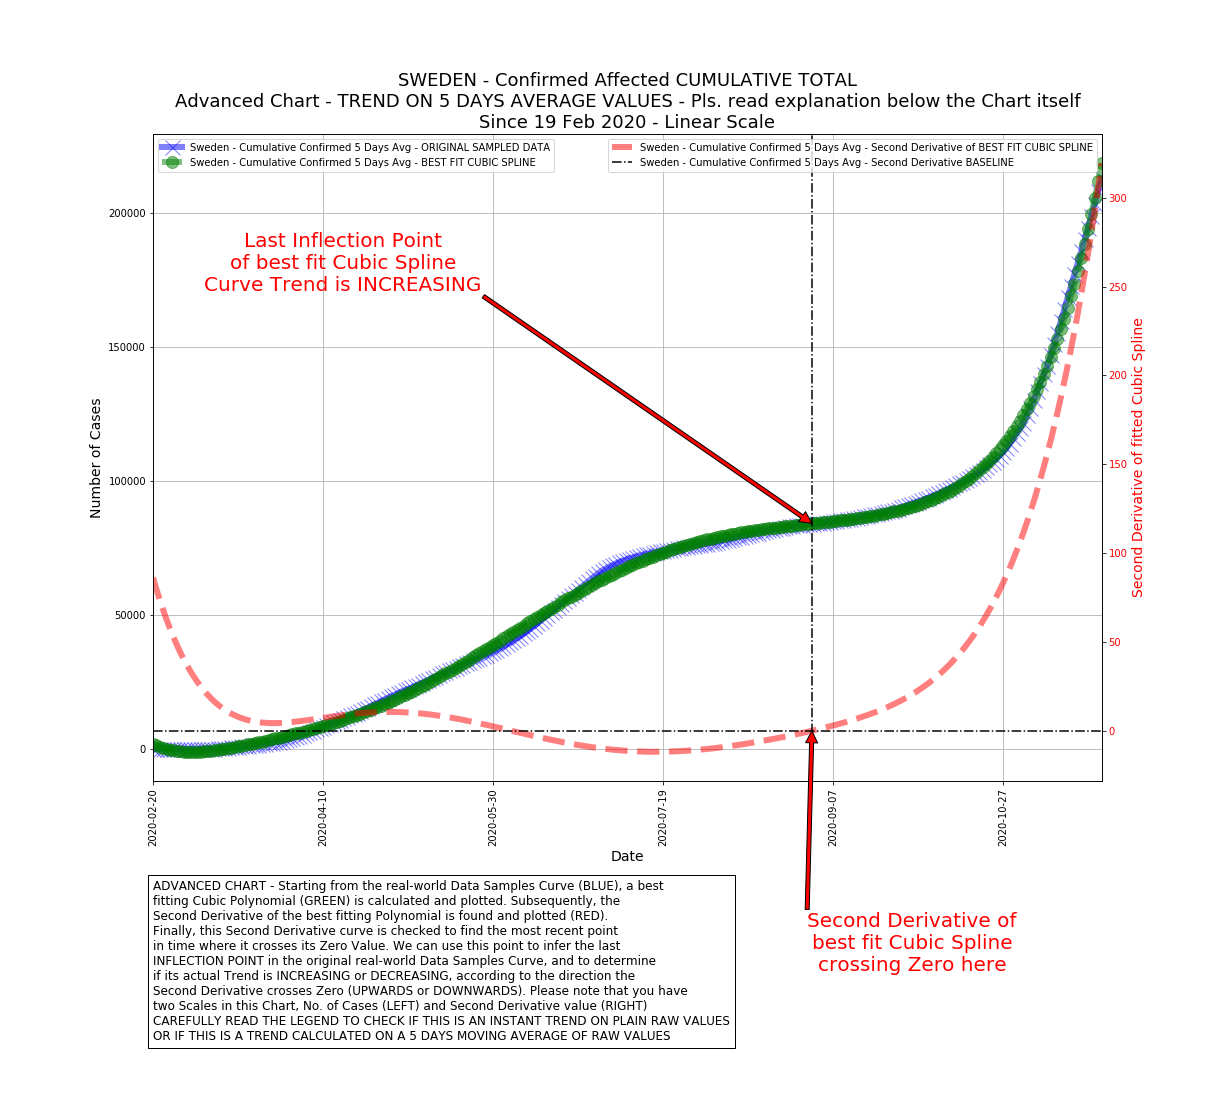 SWEDEN - Confirmed Affected CUMULATIVE TOTAL
Advanced Chart - TREND ON 5 DAYS AVERAGE VALUES - Pls. read explanation below the Chart itself
Since 19 Feb 2020 - Linear Scale
Sweden - Cumulative Confirmed 5 Days Avg - ORIGINAL SAMPLED DATA
Sweden - Cumulative Confirmed 5 Days Avg - BEST FIT CUBIC SPLINE
Sweden - Cumulative Confirmed 5 Days Avg - Second Derivative of BEST FIT CUBIC SPLINE
Sweden - Cumulative Confirmed 5 Days Avg - Second Derivative BASELINE
Last Inflection Point
of best fit Cubic Spline
Curve Trend is INCREASING
Number of Cases
200000
150000
100000
50000
0
300
250
200
150
100
50
0
Second Derivative of fitted Cubic Spline
2020-02-20
2020-04-10
2020-05-30
2020-07-19
2020-09-07
2020-10-27
Date
ADVANCED CHART - Starting from the real-world Data Samples Curve (BLUE), a best
fitting Cubic Polynomial (GREEN) is calculated and plotted. Subsequently, the
Second Derivative of the best fitting Polynomial is found and plotted (RED).
Finally, this Second Derivative curve is checked to find the most recent point
in time where it crosses its Zero Value. We can use this point to infer the last
INFLECTION POINT in the original real-world Data Samples Curve, and to determine
if its actual Trend is INCREASING or DECREASING, according to the direction the
Second Derivative crosses Zero (UPWARDS or DOWNWARDS). Please note that you have
two Scales in this Chart, No. of Cases (LEFT) and Second Derivative value (RIGHT)
CAREFULLY READ THE LEGEND TO CHECK IF THIS IS AN INSTANT TREND ON PLAIN RAW VALUES
OR IF THIS IS A TREND CALCULATED ON A 5 DAYS MOVING AVERAGE OF RAW VALUES
Second Derivative of
best fit Cubic Spline
crossing Zero here